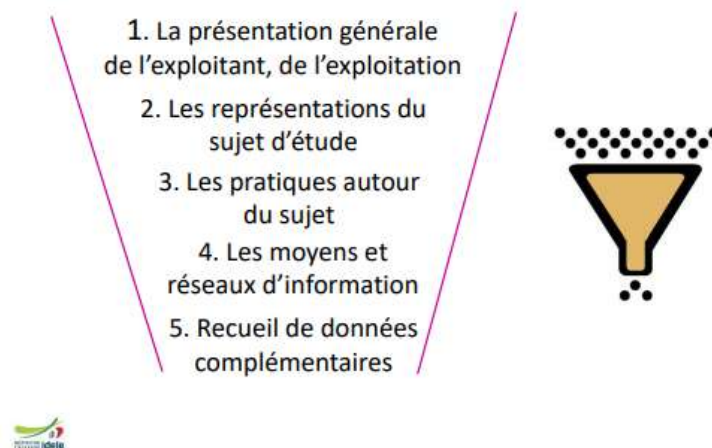 1. La présentation générale
de l'exploitant, de l'exploitation
2. Les représentations du
sujet d'étude
3. Les pratiques autour
du sujet
4. Les moyens et
réseaux d'information
5. Recueil de données
complémentaires
idele